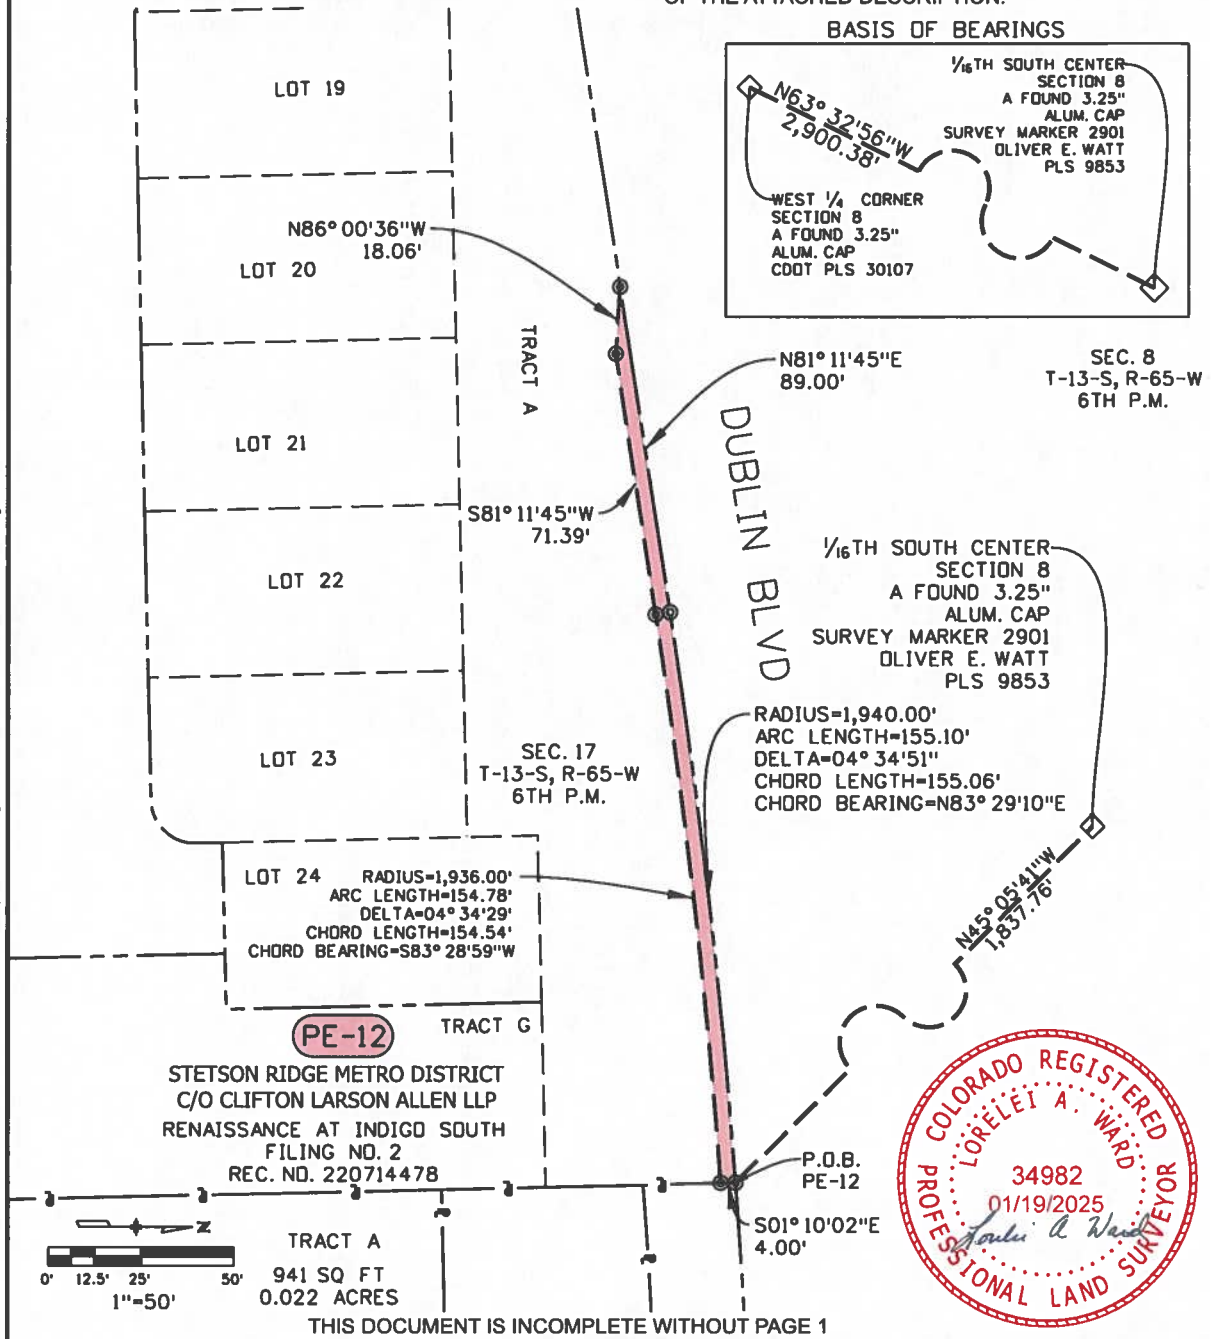 OF THE ATTACHED DESCRIPTION.
BASIS OF BEARINGS
1/16TH SOUTH CENTER
SECTION 8
A FOUND 3.25"
ALUM. CAP
SURVEY MARKER 2901
OLIVER E. WATT
PLS 9853
N63°32'56"W
2,900.38'
WEST 1/4 CORNER
SECTION 8
A FOUND 3.25"
ALUM. CAP
CDOT PLS 30107
LOT 19
N86°00'36"W
18.06'
LOT 20
TRACT A
N81°11'45"E
89.00'
SEC. 8
T-13-S, R-65-W
6TH P.M.
LOT 21
DUBLIN BLVD
S81°11'45"W
71.39'
LOT 22
1/16TH SOUTH CENTER
SECTION 8
A FOUND 3.25"
ALUM. CAP
SURVEY MARKER 2901
OLIVER E. WATT
PLS 9853
LOT 23
SEC. 17
T-13-S, R-65-W
6TH P.M.
RADIUS=1,940.00'
ARC LENGTH=155.10'
DELTA=04°34'51"
CHORD LENGTH=155.06'
CHORD BEARING=N83°29'10"E
LOT 24
RADIUS=1,936.00'
ARC LENGTH=154.78'
DELTA=04°34'29'
CHORD LENGTH=154.54'
CHORD BEARING=S83°28'59"W
N45°05'41"W
1,837.76'
PE-12
TRACT G
STETSON RIDGE METRO DISTRICT
C/O CLIFTON LARSON ALLEN LLP
RENAISSANCE AT INDIGO SOUTH
FILING NO. 2
REC. NO. 220714478
P.O.B.
PE-12
S01°10'02"E
4.00'
COLORADO REGISTERED
LORELEI A. WARD
34982
01/19/2025
Lorelei A Ward
PROFESSIONAL LAND SURVEYOR
N
0' 12.5' 25' 50'
1"=50'
TRACT A
941 SQ FT
0.022 ACRES
THIS DOCUMENT IS INCOMPLETE WITHOUT PAGE 1